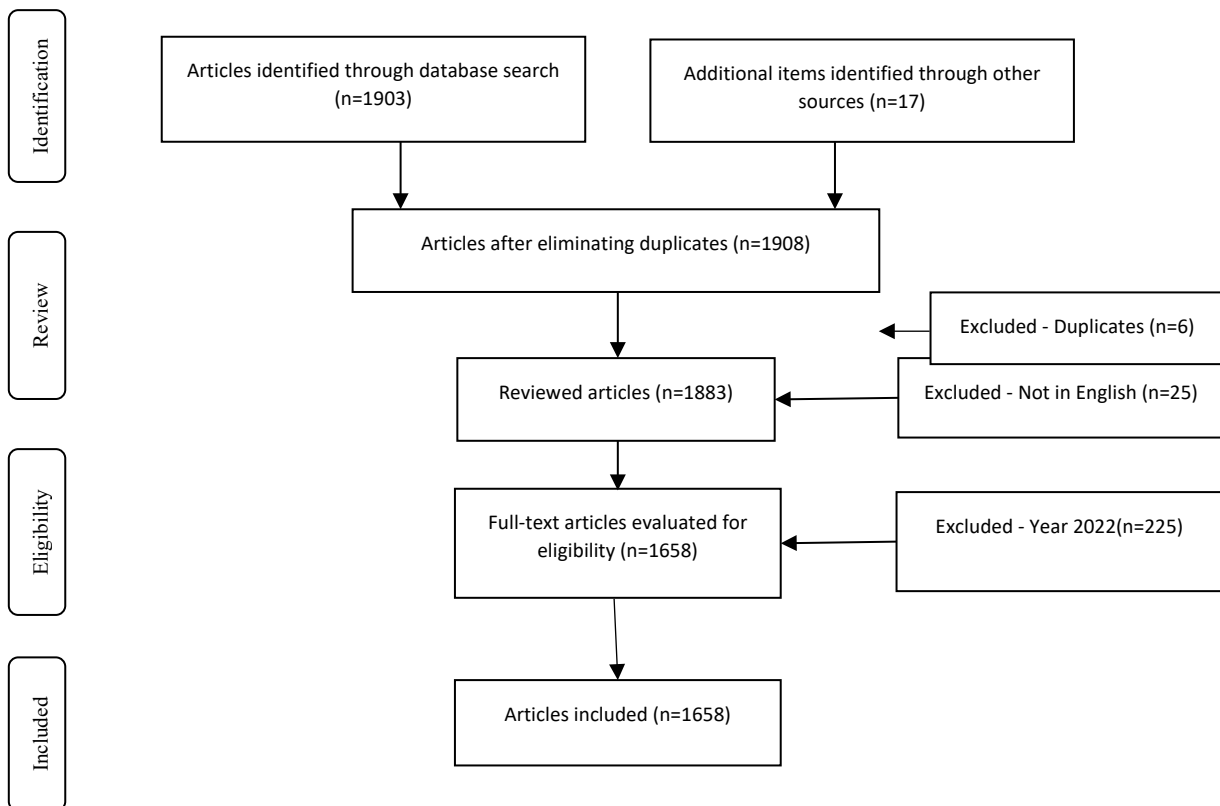 Identification
Articles identified through database search
(n=1903)
Additional items identified through other
sources (n=17)
Articles after eliminating duplicates (n=1908)
Review
Excluded - Duplicates (n=6)
Reviewed articles (n=1883)
Excluded - Not in English (n=25)
Eligibility
Full-text articles evaluated for
eligibility (n=1658)
Excluded - Year 2022(n=225)
Included
Articles included (n=1658)